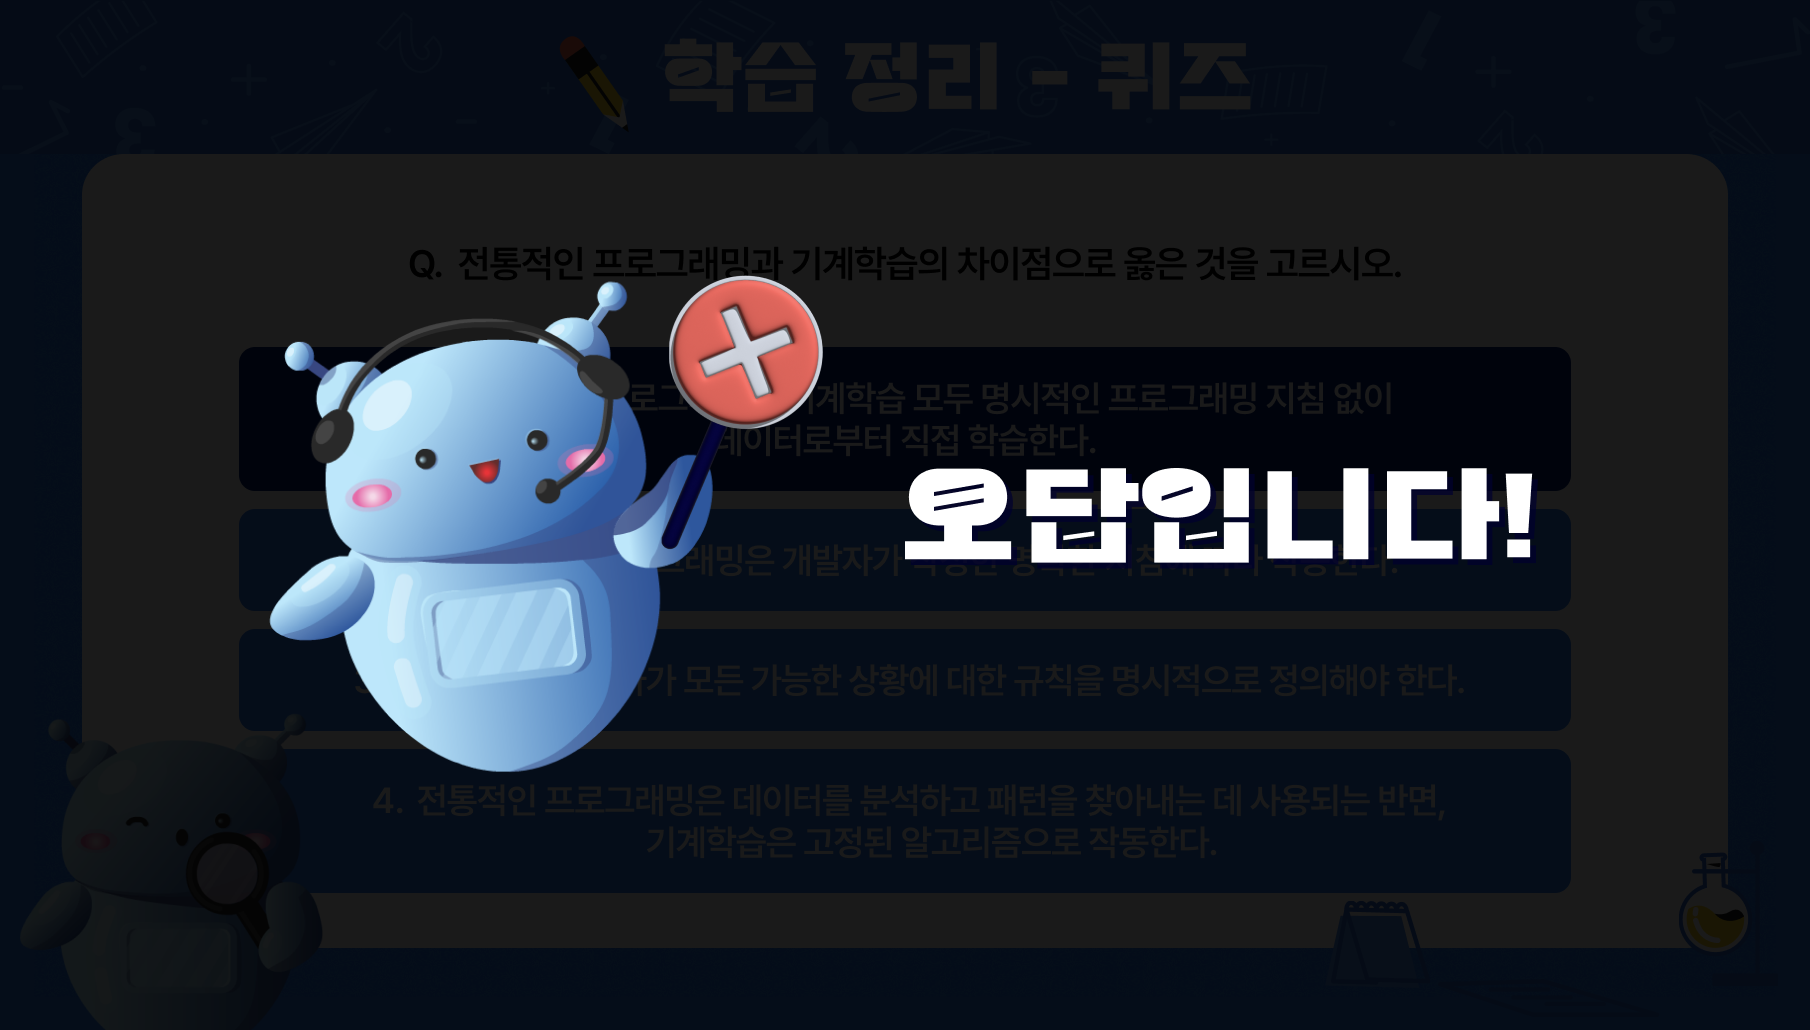 학습 정리 - 퀴즈
Q. 전통적인 프로그래밍과 기계학습의 차이점으로 옳은 것을 고르시오.
기계학습 모두 명시적인 프로그래밍 지침 없이
데이터로부터 직접 학습한다.
오답입니다!
래밍은 개발자가
모든 가능한 상황에 대한 규칙을 명시적으로 정의해야 한다.
4. 전통적인 프로그래밍은 데이터를 분석하고 패턴을 찾아내는 데 사용되는 반면,
기계학습은 고정된 알고리즘으로 작동한다.